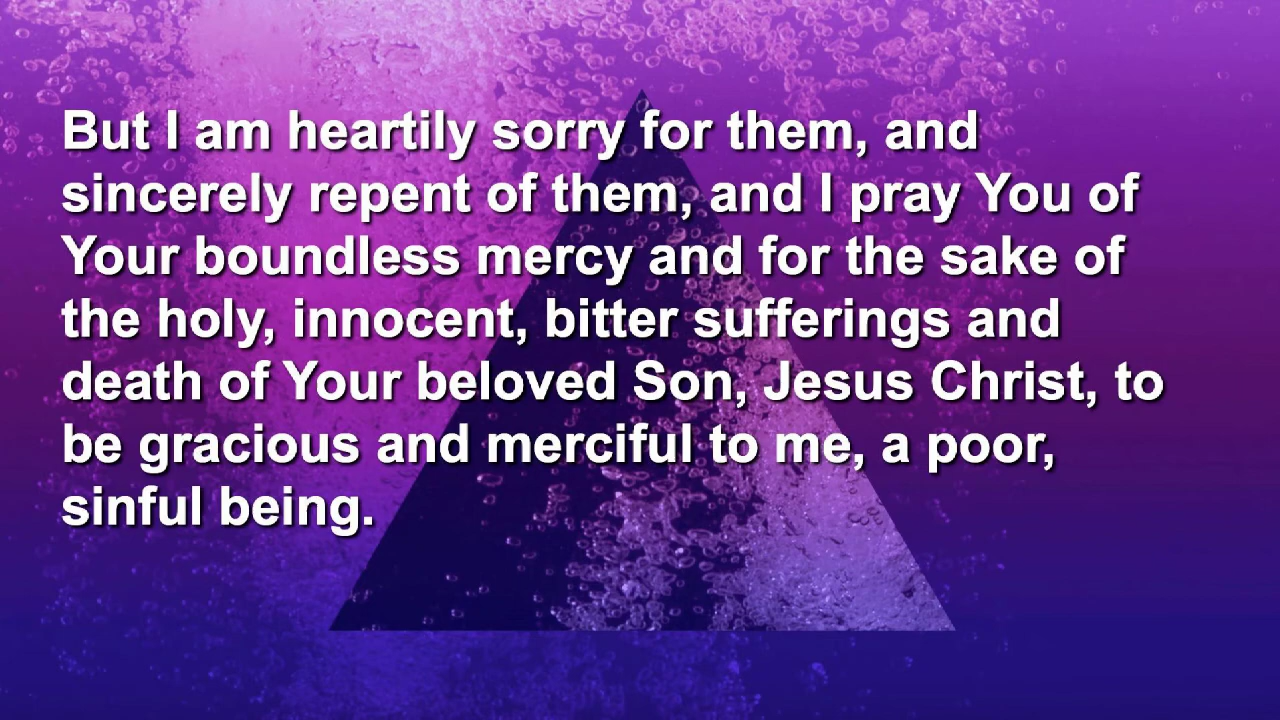 But I am heartily sorry for them, and
sincerely repent of them, and I pray You of
Your boundless mercy and for the sake of
the holy, innocent, bitter sufferings and
death of Your beloved Son, Jesus Christ, to
be gracious and merciful to me, a poor,
sinful being.